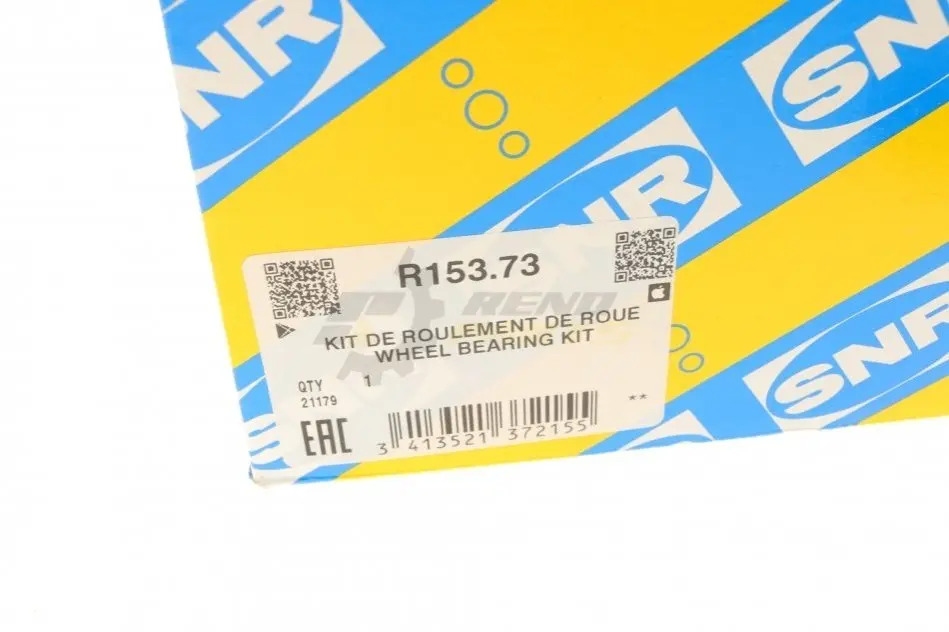 SNR
SNR
SNR
R153.73
RENO
KIT DE ROULEMENT DE ROUE
WHEEL BEARING KIT
QTY 1
21179
**
EAC
3 413521 372155
SNR